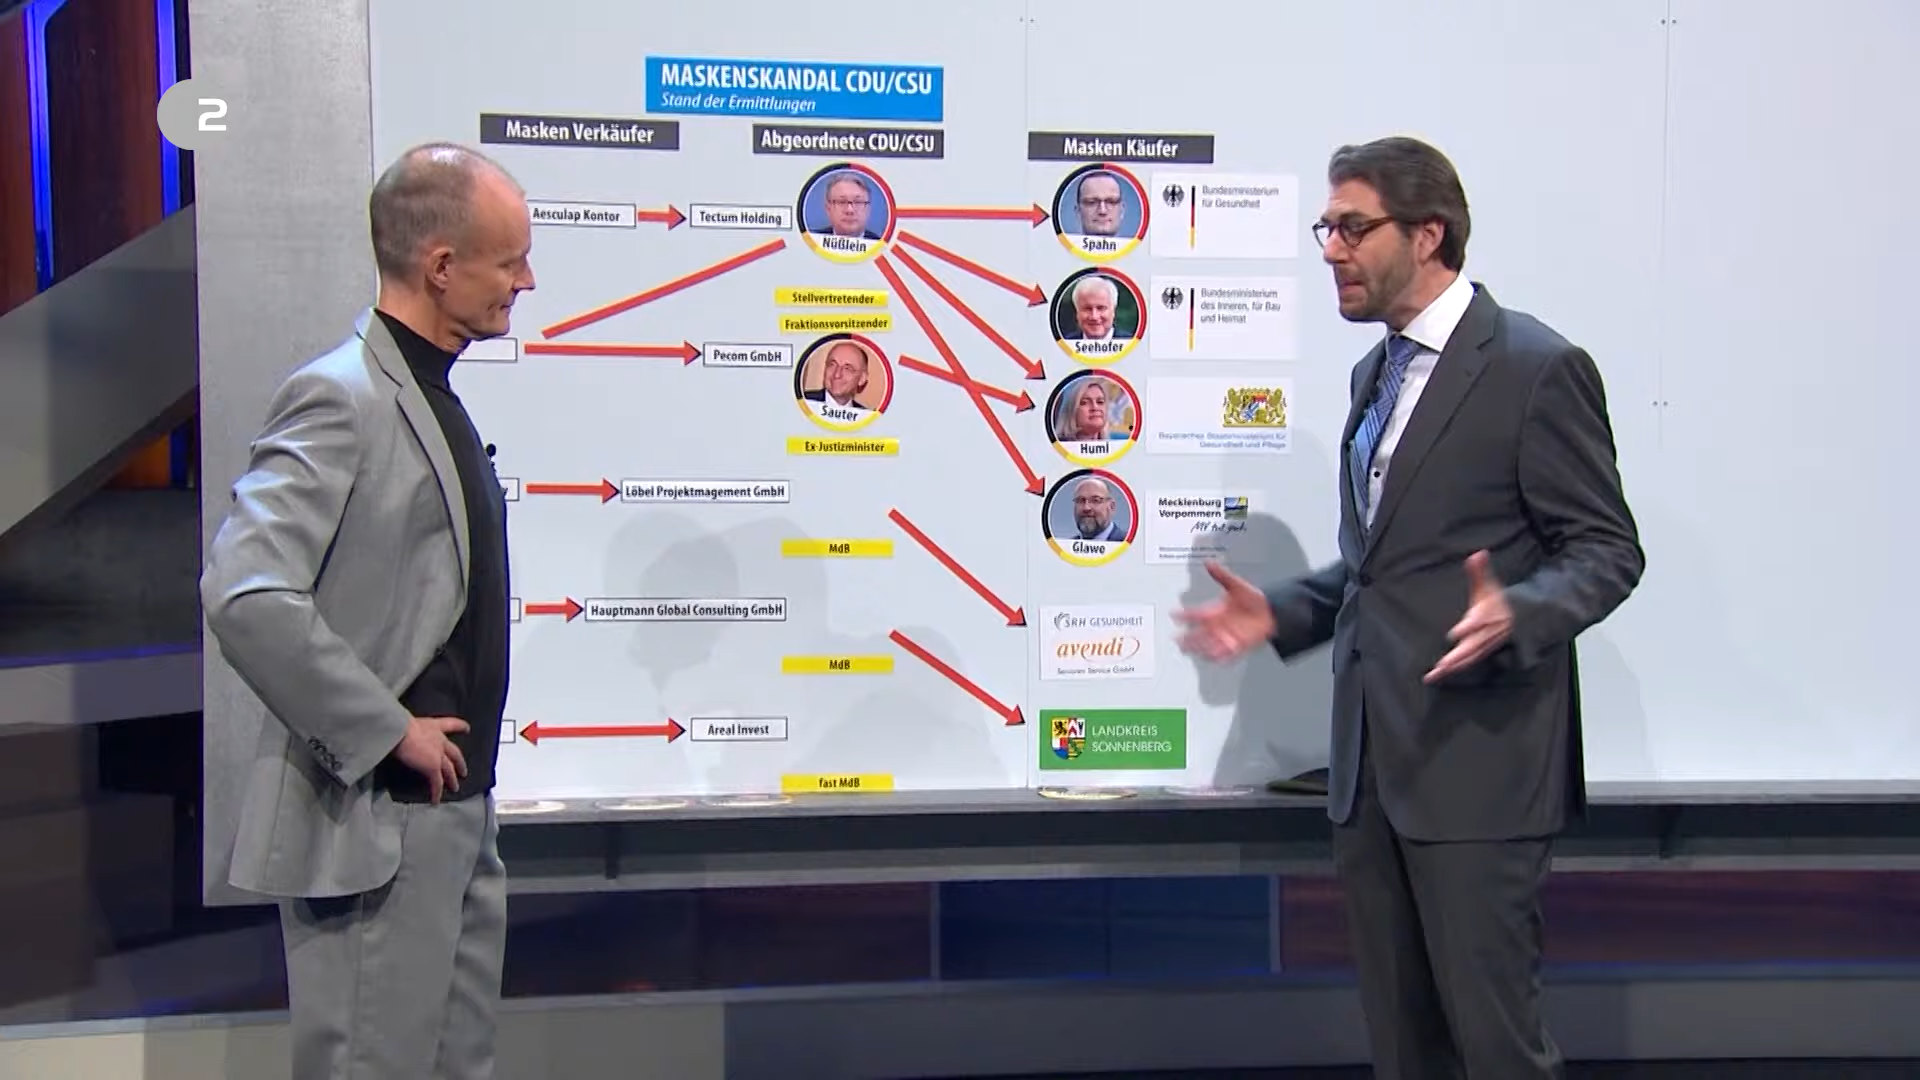 2
MASKENSKANDAL CDU/CSU
Stand der Ermittlungen
Masken Verkäufer
Abgeordnete CDU/CSU
Masken Käufer
Aesculap Kontor
Tectum Holding
Nüßlein
Spahn
Bundesministerium
für Gesundheit
Stellvertretender
Fraktionsvorsitzender
Seehofer
Bundesministerium
des Inneren, für Bau
und Heimat
Pecom GmbH
Sauter
Ex-Justizminister
Huml
Bayerisches Staatsministerium für
Gesundheit und Pflege
Löbel Projektmagement GmbH
MdB
Glawe
Mecklenburg
Vorpommern
MV tut gut.
Hauptmann Global Consulting GmbH
MdB
SRH GESUNDHEIT
avendi
Senioren Service GmbH
Areal Invest
fast MdB
LANDKREIS
SONNENBERG